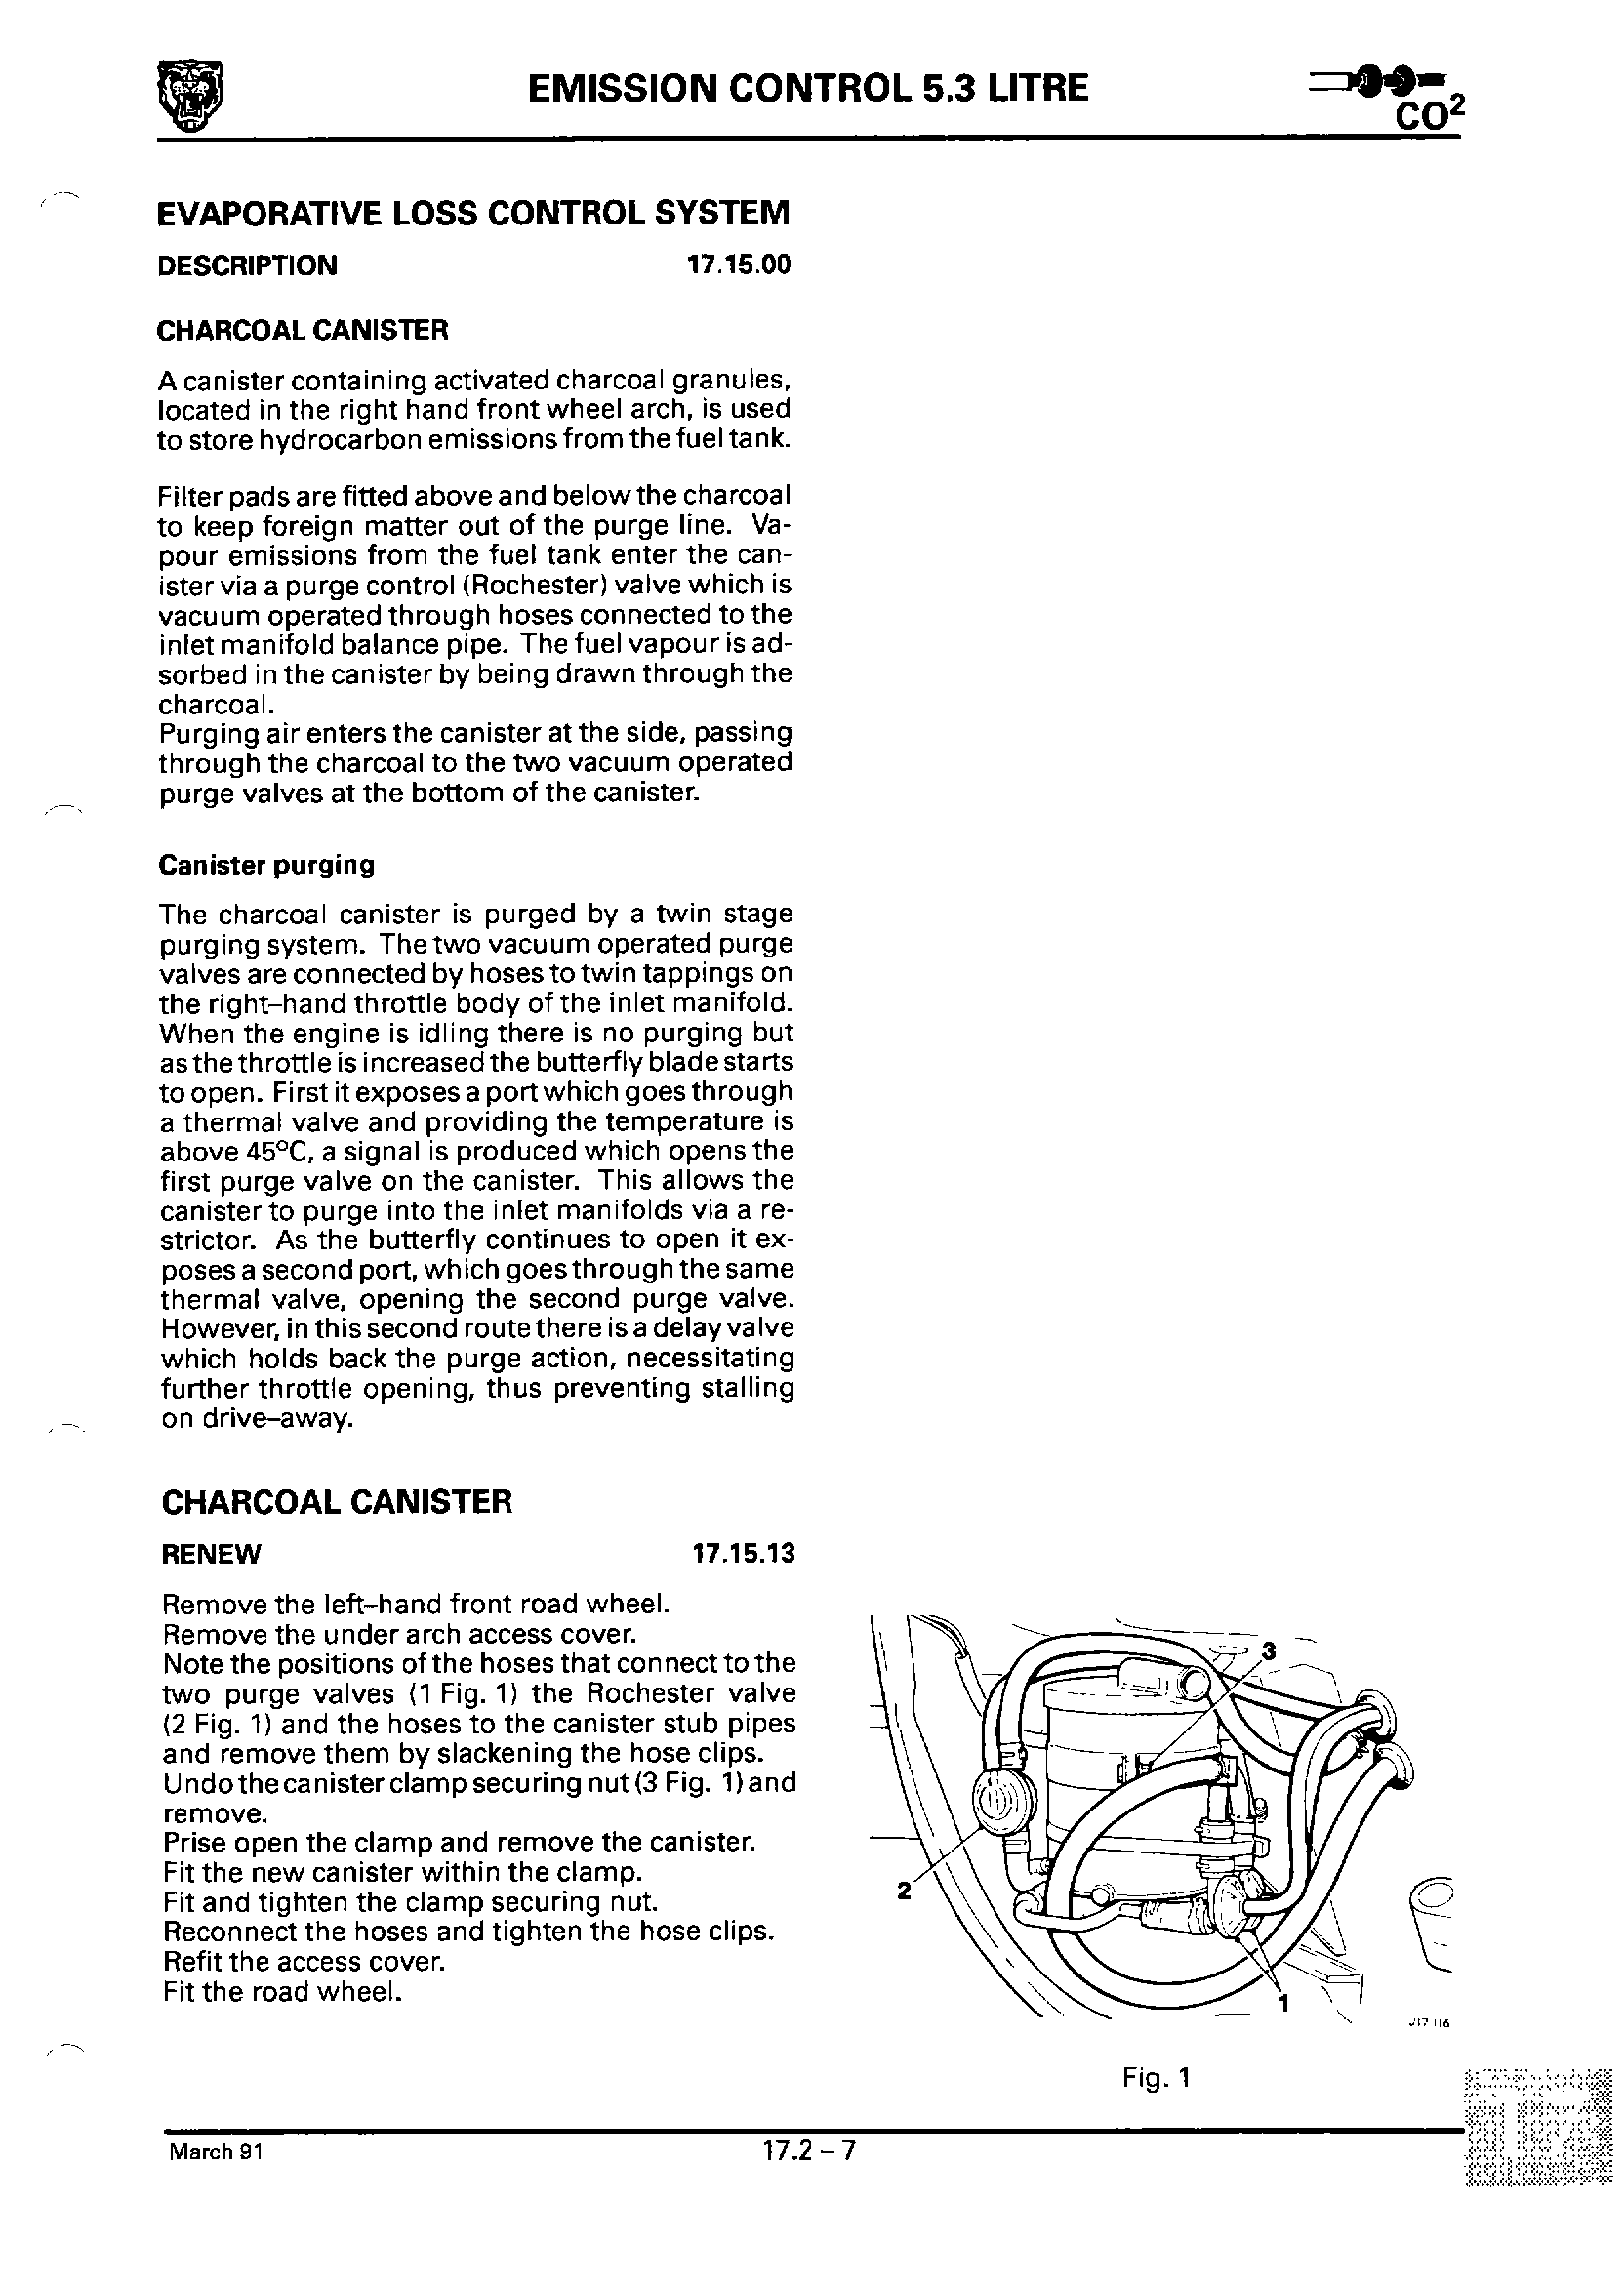 EMISSION CONTROL 5.3 LITRE
CO²
EVAPORATIVE LOSS CONTROL SYSTEM
DESCRIPTION 17.15.00
CHARCOAL CANISTER
A canister containing activated charcoal granules,
located in the right hand front wheel arch, is used
to store hydrocarbon emissions from the fuel tank.
Filter pads are fitted above and below the charcoal
to keep foreign matter out of the purge line. Va-
pour emissions from the fuel tank enter the can-
ister via a purge control (Rochester) valve which is
vacuum operated through hoses connected to the
inlet manifold balance pipe. The fuel vapour is ad-
sorbed in the canister by being drawn through the
charcoal.
Purging air enters the canister at the side, passing
through the charcoal to the two vacuum operated
purge valves at the bottom of the canister.
Canister purging
The charcoal canister is purged by a twin stage
purging system. The two vacuum operated purge
valves are connected by hoses to twin tappings on
the right–hand throttle body of the inlet manifold.
When the engine is idling there is no purging but
as the throttle is increased the butterfly blade starts
to open. First it exposes a port which goes through
a thermal valve and providing the temperature is
above 45°C, a signal is produced which opens the
first purge valve on the canister. This allows the
canister to purge into the inlet manifolds via a re-
strictor. As the butterfly continues to open it ex-
poses a second port, which goes through the same
thermal valve, opening the second purge valve.
However, in this second route there is a delay valve
which holds back the purge action, necessitating
further throttle opening, thus preventing stalling
on drive–away.
CHARCOAL CANISTER
RENEW 17.15.13
Remove the left–hand front road wheel.
Remove the under arch access cover.
Note the positions of the hoses that connect to the
two purge valves (1 Fig. 1) the Rochester valve
(2 Fig. 1) and the hoses to the canister stub pipes
and remove them by slackening the hose clips.
Undo the canister clamp securing nut (3 Fig. 1) and
remove.
Prise open the clamp and remove the canister.
Fit the new canister within the clamp.
Fit and tighten the clamp securing nut.
Reconnect the hoses and tighten the hose clips.
Refit the access cover.
Fit the road wheel.
3
2
1
J17 116
Fig. 1
March 91 17.2 – 7